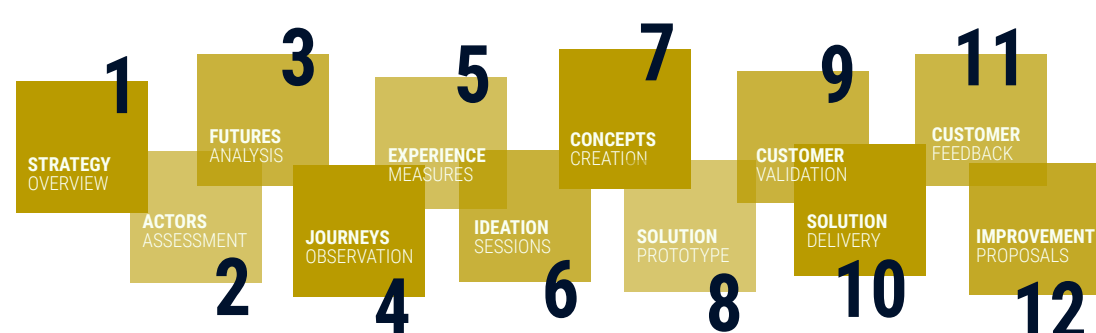 1
STRATEGY
OVERVIEW
ACTORS
ASSESSMENT
2
3
FUTURES
ANALYSIS
JOURNEYS
OBSERVATION
4
5
EXPERIENCE
MEASURES
IDEATION
SESSIONS
6
7
CONCEPTS
CREATION
SOLUTION
PROTOTYPE
8
9
CUSTOMER
VALIDATION
SOLUTION
DELIVERY
10
11
CUSTOMER
FEEDBACK
IMPROVEMENT
PROPOSALS
12